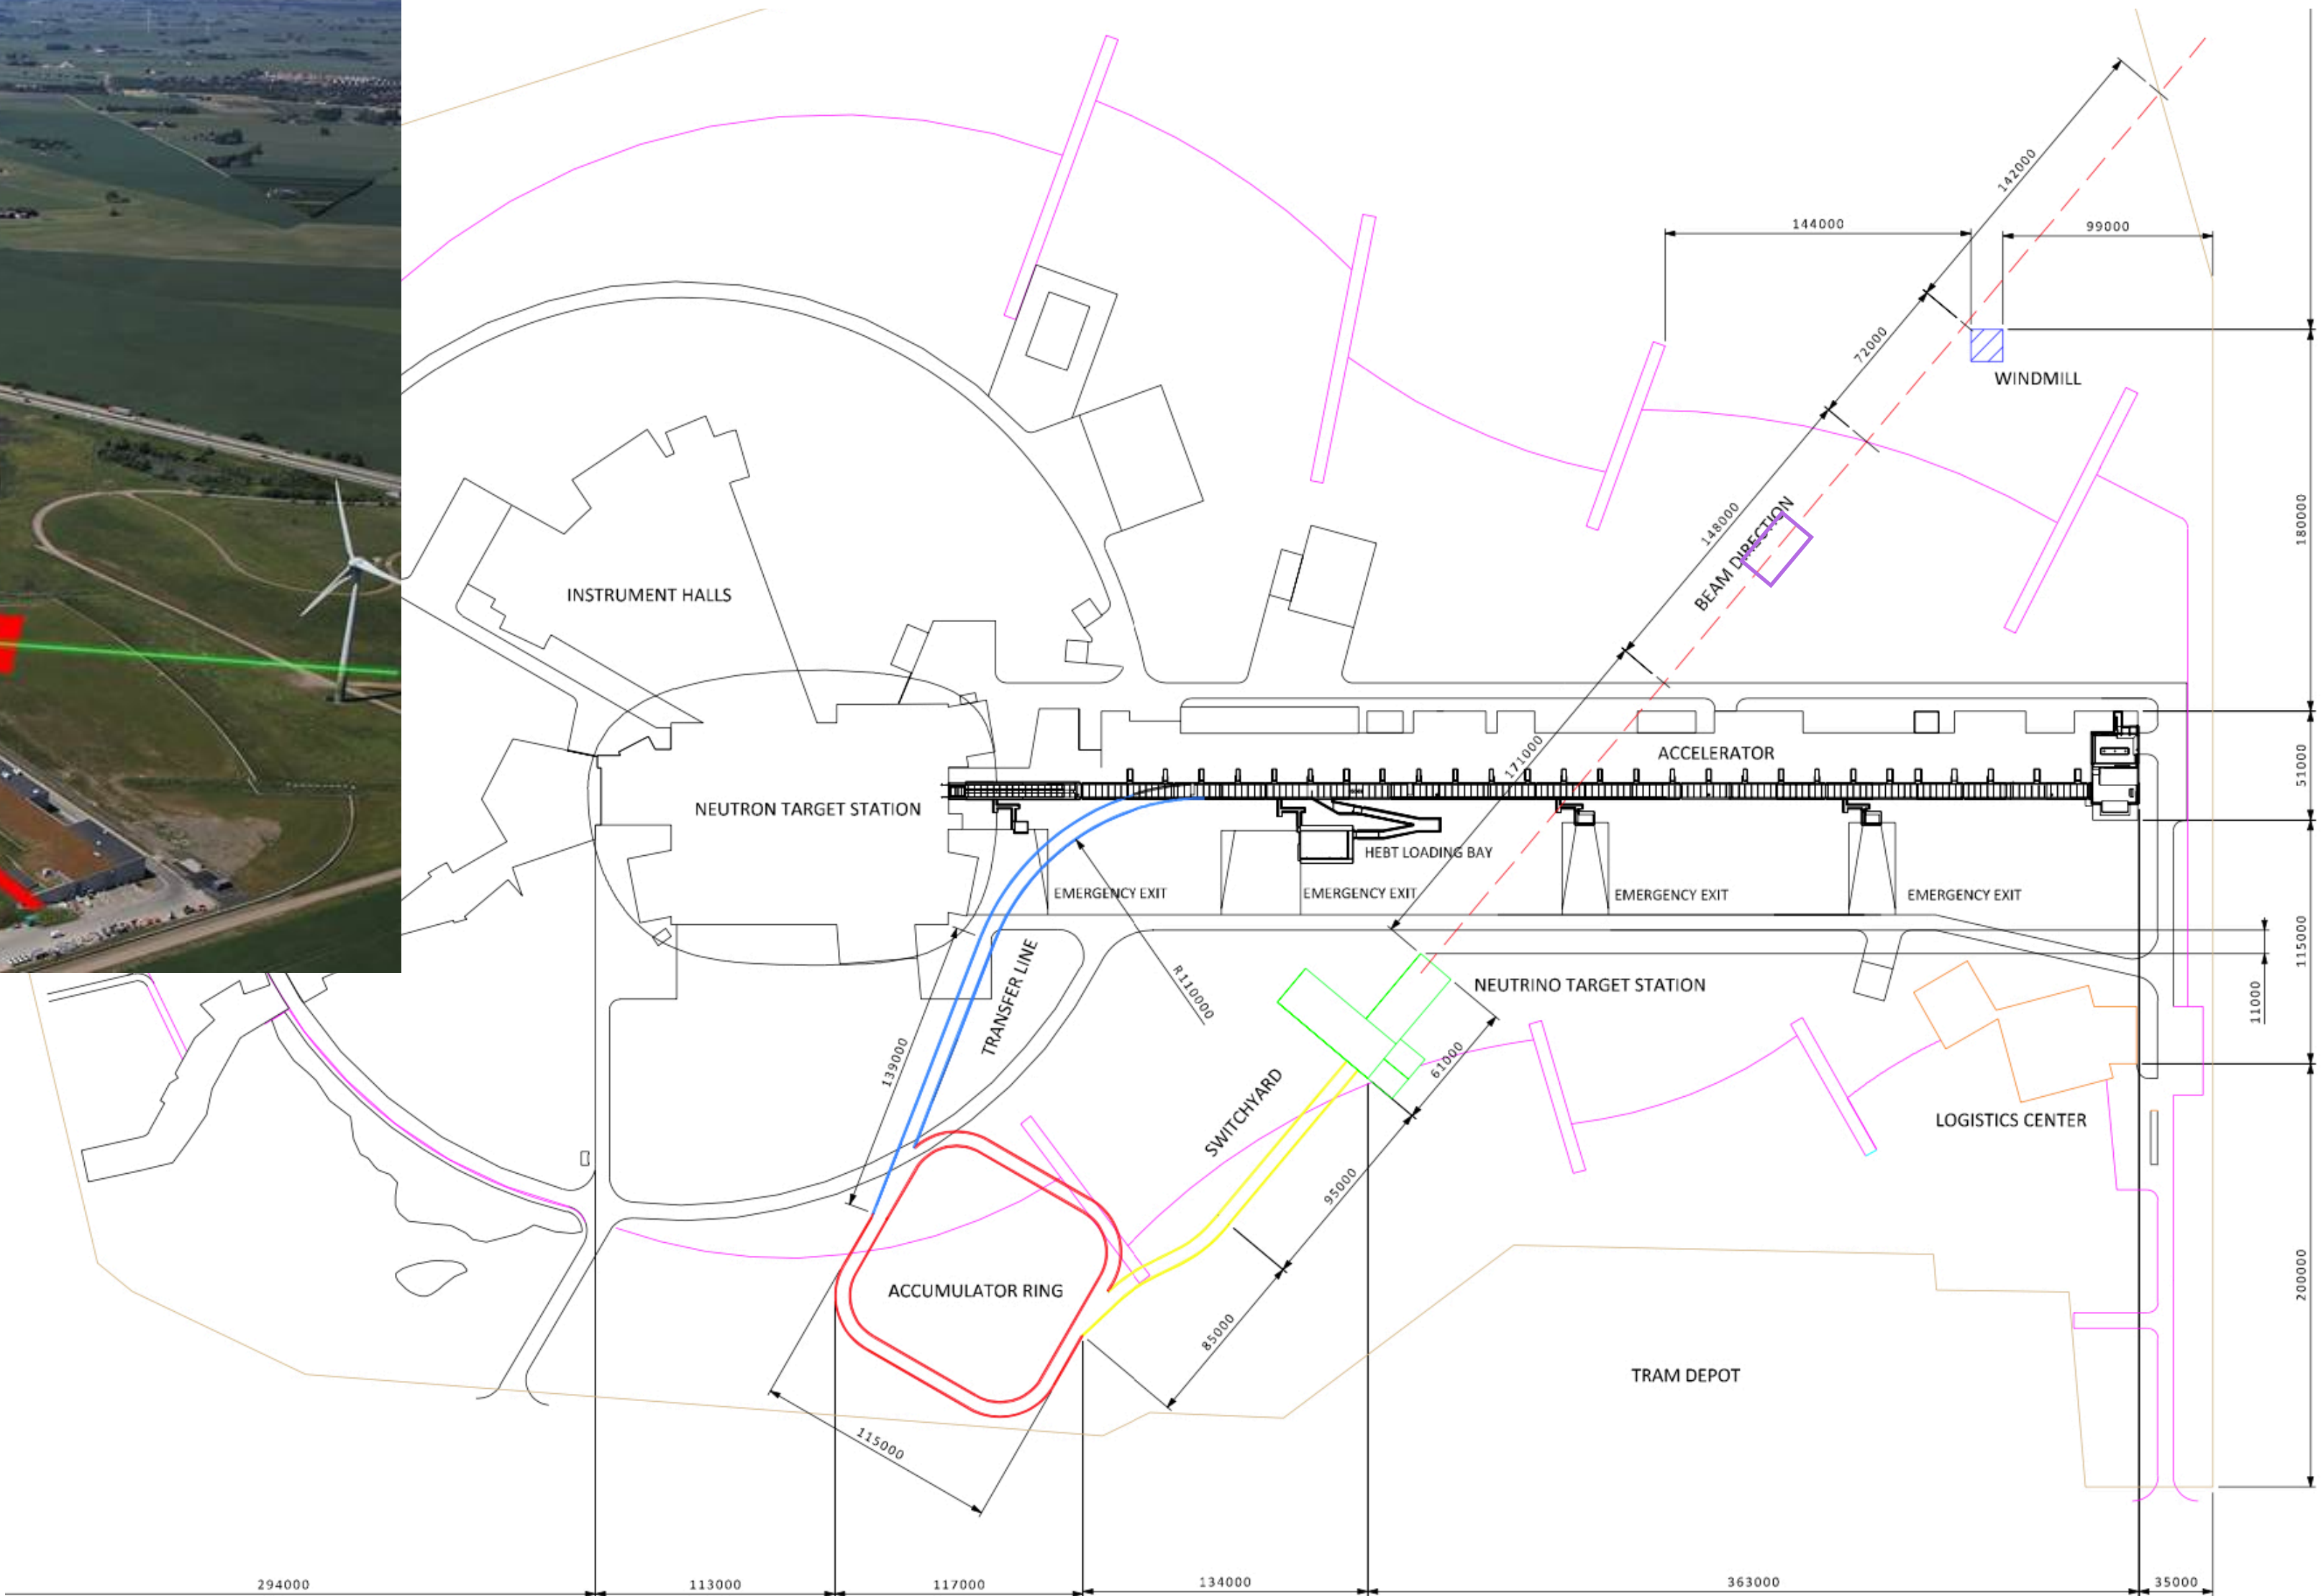 142000
144000
99000
72000
WINDMILL
148000
BEAM DIRECTION
180000
INSTRUMENT HALLS
171000
ACCELERATOR
51000
NEUTRON TARGET STATION
HEBT LOADING BAY
EMERGENCY EXIT
EMERGENCY EXIT
EMERGENCY EXIT
EMERGENCY EXIT
115000
TRANSFER LINE
R110000
NEUTRINO TARGET STATION
11000
139000
61000
SWITCHYARD
LOGISTICS CENTER
95000
ACCUMULATOR RING
200000
85000
TRAM DEPOT
115000
294000
113000
117000
134000
363000
35000